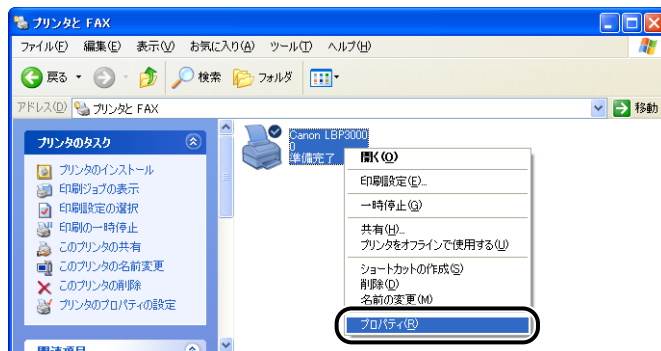 プリンタと FAX
ファイル(F) 編集(E) 表示(V) お気に入り(A) ツール(T) ヘルプ(H)
戻る 検索 フォルダ
アドレス(D) プリンタと FAX 移動
プリンタのタスク
プリンタのインストール
印刷ジョブの表示
印刷設定の選択
印刷の一時停止
このプリンタの共有
このプリンタの名前変更
このプリンタの削除
プリンタのプロパティの設定
関連項目
Canon LBP3000
0
準備完了
開く(O)
印刷設定(E)...
一時停止(G)
共有(H)...
プリンタをオフラインで使用する(U)
ショートカットの作成(S)
削除(D)
名前の変更(M)
プロパティ(R)